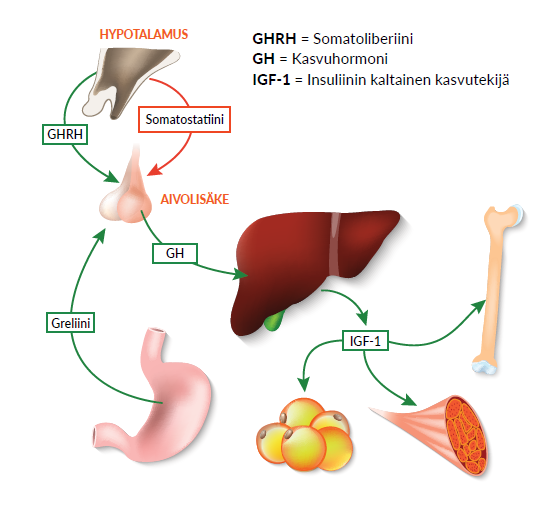 HYPOTALAMUS
GHRH = Somatoliberiini
GH = Kasvuhormoni
IGF-1 = Insuliinin kaltainen kasvutekijä
Somatostatiini
GHRH
AIVOLISÄKE
GH
Greliini
IGF-1